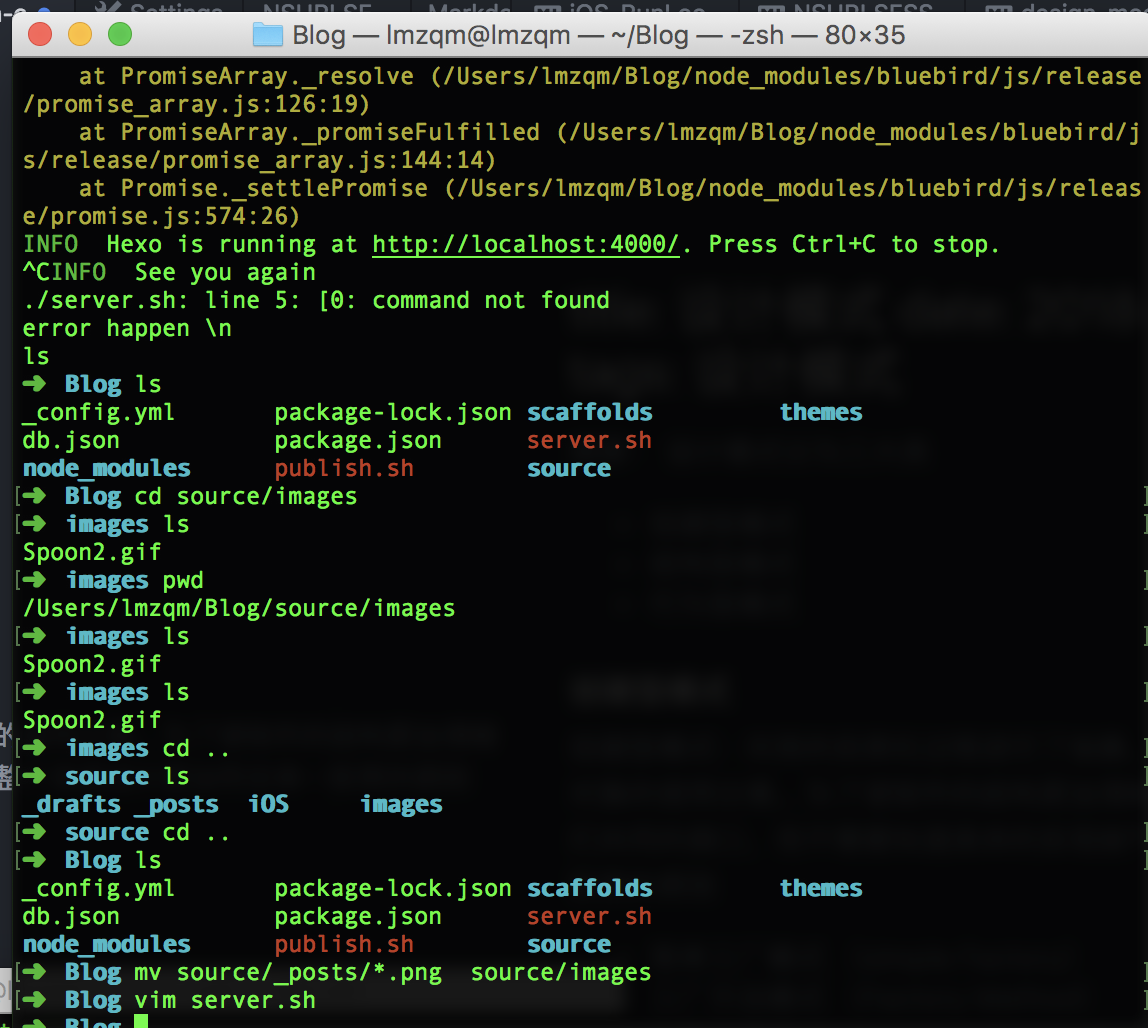 Settings
Blog — lmzqm@lmzqm — ~/Blog — -zsh — 80×35
    at PromiseArray._resolve (/Users/lmzqm/Blog/node_modules/bluebird/js/release
/promise_array.js:126:19)
    at PromiseArray._promiseFulfilled (/Users/lmzqm/Blog/node_modules/bluebird/j
s/release/promise_array.js:144:14)
    at Promise._settlePromise (/Users/lmzqm/Blog/node_modules/bluebird/js/releas
e/promise.js:574:26)
INFO  Hexo is running at http://localhost:4000/. Press Ctrl+C to stop.
^CINFO  See you again
./server.sh: line 5: [0: command not found
error happen \n
ls
➜  Blog ls
_config.yml       package-lock.json scaffolds         themes
db.json           package.json      server.sh
node_modules      publish.sh        source
[➜  Blog cd source/images ]
[➜  images ls ]
Spoon2.gif
[➜  images pwd ]
/Users/lmzqm/Blog/source/images
[➜  images ls ]
Spoon2.gif
[➜  images ls ]
Spoon2.gif
[➜  images cd .. ]
[➜  source ls ]
_drafts _posts  iOS     images
[➜  source cd .. ]
[➜  Blog ls ]
_config.yml       package-lock.json scaffolds         themes
db.json           package.json      server.sh
node_modules      publish.sh        source
[➜  Blog mv source/_posts/*.png  source/images ]
[➜  Blog vim server.sh ]
➜  Blog